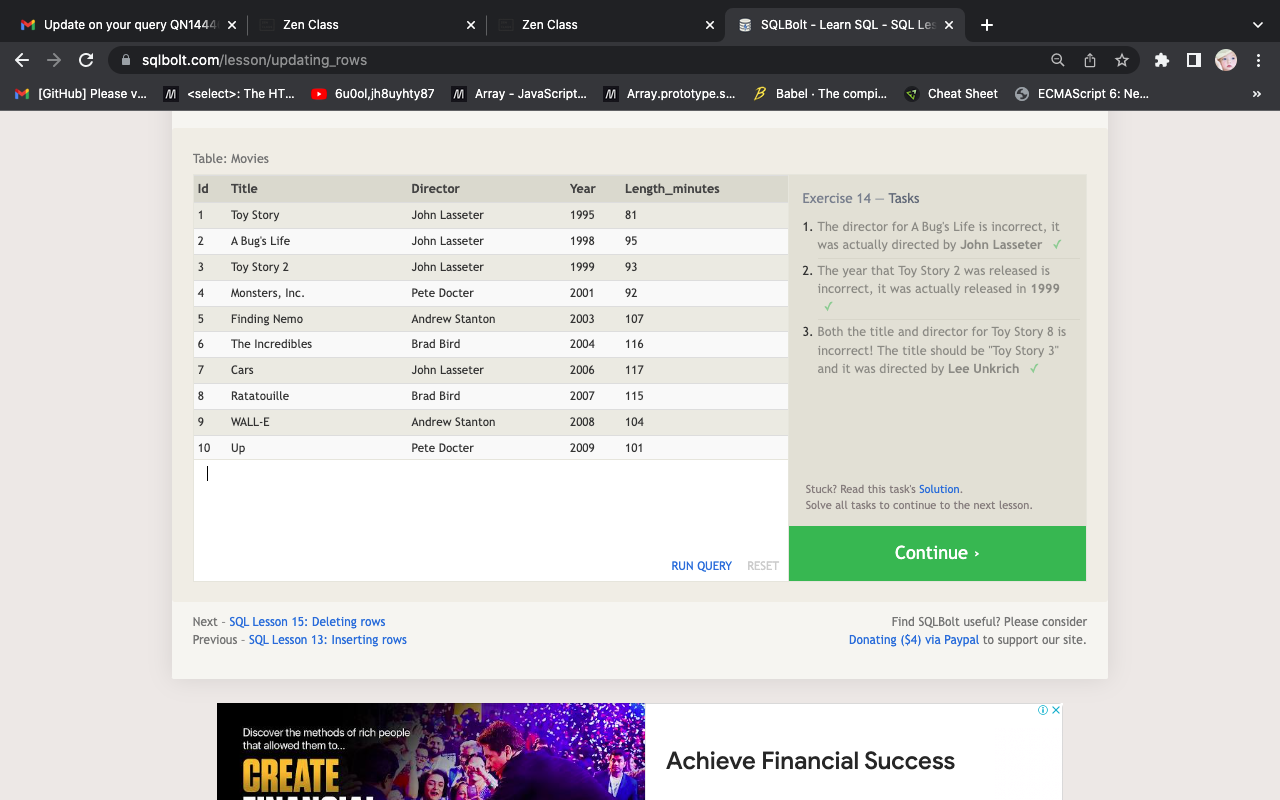 Update on your query QN1444
Zen Class
Zen Class
SQLBolt - Learn SQL - SQL Les
sqlbolt.com/lesson/updating_rows
[GitHub] Please v...
<select>: The HT...
6u0ol,jh8uyhty87
Array - JavaScript...
Array.prototype.s...
Babel · The compi...
Cheat Sheet
ECMAScript 6: Ne...
»
Table: Movies
Id Title Director Year Length_minutes
1 Toy Story John Lasseter 1995 81
2 A Bug's Life John Lasseter 1998 95
3 Toy Story 2 John Lasseter 1999 93
4 Monsters, Inc. Pete Docter 2001 92
5 Finding Nemo Andrew Stanton 2003 107
6 The Incredibles Brad Bird 2004 116
7 Cars John Lasseter 2006 117
8 Ratatouille Brad Bird 2007 115
9 WALL-E Andrew Stanton 2008 104
10 Up Pete Docter 2009 101
RUN QUERY RESET
Exercise 14 — Tasks
1. The director for A Bug's Life is incorrect, it
was actually directed by John Lasseter ✓
2. The year that Toy Story 2 was released is
incorrect, it was actually released in 1999
✓
3. Both the title and director for Toy Story 8 is
incorrect! The title should be "Toy Story 3"
and it was directed by Lee Unkrich ✓
Stuck? Read this task's Solution.
Solve all tasks to continue to the next lesson.
Continue ›
Next – SQL Lesson 15: Deleting rows
Previous – SQL Lesson 13: Inserting rows
Find SQLBolt useful? Please consider
Donating ($4) via Paypal to support our site.
Discover the methods of rich people
that allowed them to...
CREATE
FINANCIAL
Achieve Financial Success